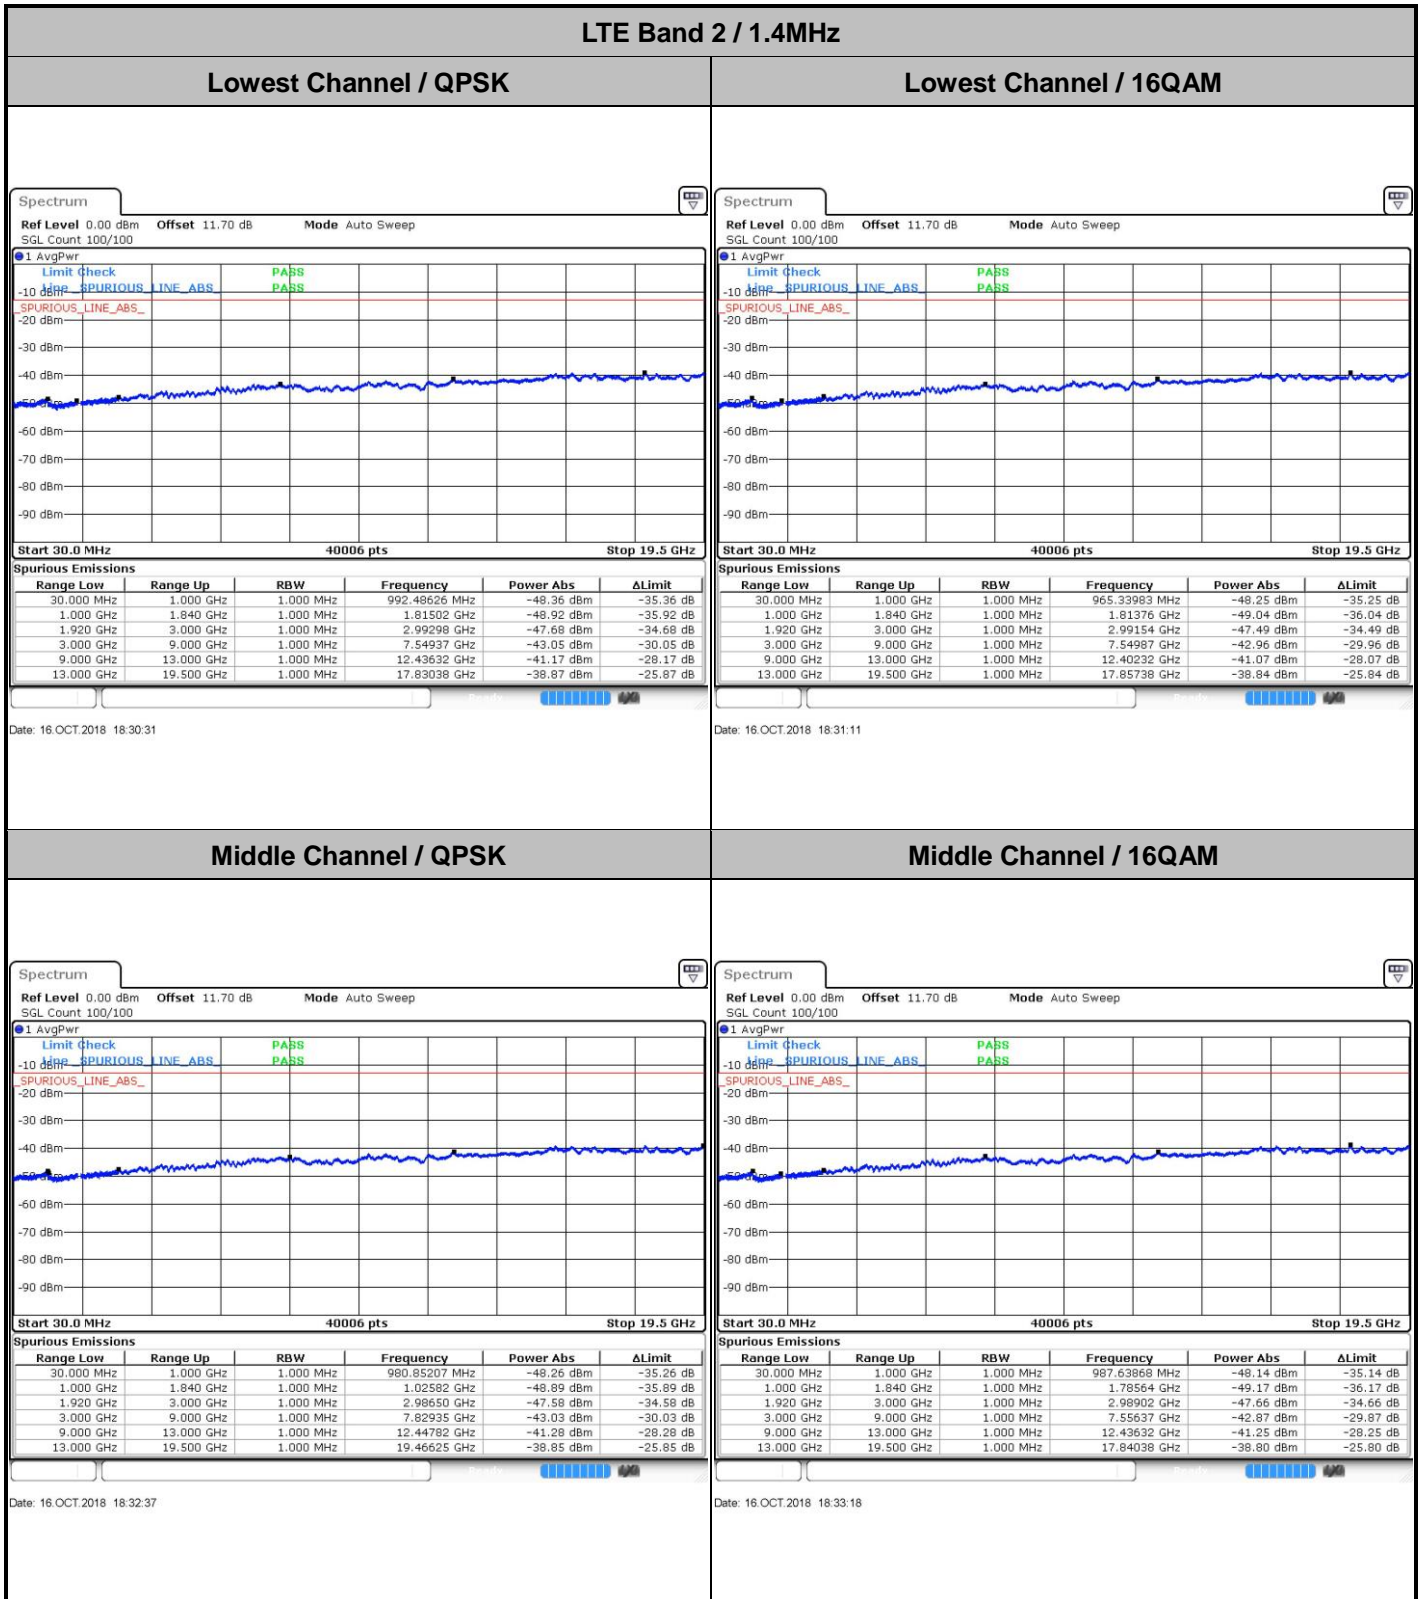 LTE Band 2 / 1.4MHz
Lowest Channel / QPSK
Lowest Channel / 16QAM
Spectrum
Ref Level 0.00 dBm Offset 11.70 dB Mode Auto Sweep
SGL Count 100/100
1 AvgPwr
Limit Check PASS
Line _SPURIOUS_LINE_ABS_ PASS
-10 dBm
_SPURIOUS_LINE_ABS_
-20 dBm
-30 dBm
-40 dBm
-50 dBm
-60 dBm
-70 dBm
-80 dBm
-90 dBm
Start 30.0 MHz 40006 pts Stop 19.5 GHz
Spurious Emissions
Range Low Range Up RBW Frequency Power Abs ΔLimit
30.000 MHz 1.000 GHz 1.000 MHz 992.48626 MHz -48.36 dBm -35.36 dB
1.000 GHz 1.840 GHz 1.000 MHz 1.81502 GHz -48.92 dBm -35.92 dB
1.920 GHz 3.000 GHz 1.000 MHz 2.99298 GHz -47.68 dBm -34.68 dB
3.000 GHz 9.000 GHz 1.000 MHz 7.54937 GHz -43.05 dBm -30.05 dB
9.000 GHz 13.000 GHz 1.000 MHz 12.43632 GHz -41.17 dBm -28.17 dB
13.000 GHz 19.500 GHz 1.000 MHz 17.83038 GHz -38.87 dBm -25.87 dB
Date: 16.OCT.2018 18:30:31
Spectrum
Ref Level 0.00 dBm Offset 11.70 dB Mode Auto Sweep
SGL Count 100/100
1 AvgPwr
Limit Check PASS
Line _SPURIOUS_LINE_ABS_ PASS
-10 dBm
_SPURIOUS_LINE_ABS_
-20 dBm
-30 dBm
-40 dBm
-50 dBm
-60 dBm
-70 dBm
-80 dBm
-90 dBm
Start 30.0 MHz 40006 pts Stop 19.5 GHz
Spurious Emissions
Range Low Range Up RBW Frequency Power Abs ΔLimit
30.000 MHz 1.000 GHz 1.000 MHz 965.33983 MHz -48.25 dBm -35.25 dB
1.000 GHz 1.840 GHz 1.000 MHz 1.81376 GHz -49.04 dBm -36.04 dB
1.920 GHz 3.000 GHz 1.000 MHz 2.99154 GHz -47.49 dBm -34.49 dB
3.000 GHz 9.000 GHz 1.000 MHz 7.54987 GHz -42.96 dBm -29.96 dB
9.000 GHz 13.000 GHz 1.000 MHz 12.40232 GHz -41.07 dBm -28.07 dB
13.000 GHz 19.500 GHz 1.000 MHz 17.85738 GHz -38.84 dBm -25.84 dB
Date: 16.OCT.2018 18:31:11
Middle Channel / QPSK
Middle Channel / 16QAM
Spectrum
Ref Level 0.00 dBm Offset 11.70 dB Mode Auto Sweep
SGL Count 100/100
1 AvgPwr
Limit Check PASS
Line _SPURIOUS_LINE_ABS_ PASS
-10 dBm
_SPURIOUS_LINE_ABS_
-20 dBm
-30 dBm
-40 dBm
-50 dBm
-60 dBm
-70 dBm
-80 dBm
-90 dBm
Start 30.0 MHz 40006 pts Stop 19.5 GHz
Spurious Emissions
Range Low Range Up RBW Frequency Power Abs ΔLimit
30.000 MHz 1.000 GHz 1.000 MHz 980.85207 MHz -48.26 dBm -35.26 dB
1.000 GHz 1.840 GHz 1.000 MHz 1.02582 GHz -48.89 dBm -35.89 dB
1.920 GHz 3.000 GHz 1.000 MHz 2.98650 GHz -47.58 dBm -34.58 dB
3.000 GHz 9.000 GHz 1.000 MHz 7.82935 GHz -43.03 dBm -30.03 dB
9.000 GHz 13.000 GHz 1.000 MHz 12.44782 GHz -41.28 dBm -28.28 dB
13.000 GHz 19.500 GHz 1.000 MHz 19.46625 GHz -38.85 dBm -25.85 dB
Date: 16.OCT.2018 18:32:37
Spectrum
Ref Level 0.00 dBm Offset 11.70 dB Mode Auto Sweep
SGL Count 100/100
1 AvgPwr
Limit Check PASS
Line _SPURIOUS_LINE_ABS_ PASS
-10 dBm
_SPURIOUS_LINE_ABS_
-20 dBm
-30 dBm
-40 dBm
-50 dBm
-60 dBm
-70 dBm
-80 dBm
-90 dBm
Start 30.0 MHz 40006 pts Stop 19.5 GHz
Spurious Emissions
Range Low Range Up RBW Frequency Power Abs ΔLimit
30.000 MHz 1.000 GHz 1.000 MHz 987.63868 MHz -48.14 dBm -35.14 dB
1.000 GHz 1.840 GHz 1.000 MHz 1.78564 GHz -49.17 dBm -36.17 dB
1.920 GHz 3.000 GHz 1.000 MHz 2.98902 GHz -47.66 dBm -34.66 dB
3.000 GHz 9.000 GHz 1.000 MHz 7.55637 GHz -42.87 dBm -29.87 dB
9.000 GHz 13.000 GHz 1.000 MHz 12.43632 GHz -41.25 dBm -28.25 dB
13.000 GHz 19.500 GHz 1.000 MHz 17.84038 GHz -38.80 dBm -25.80 dB
Date: 16.OCT.2018 18:33:18